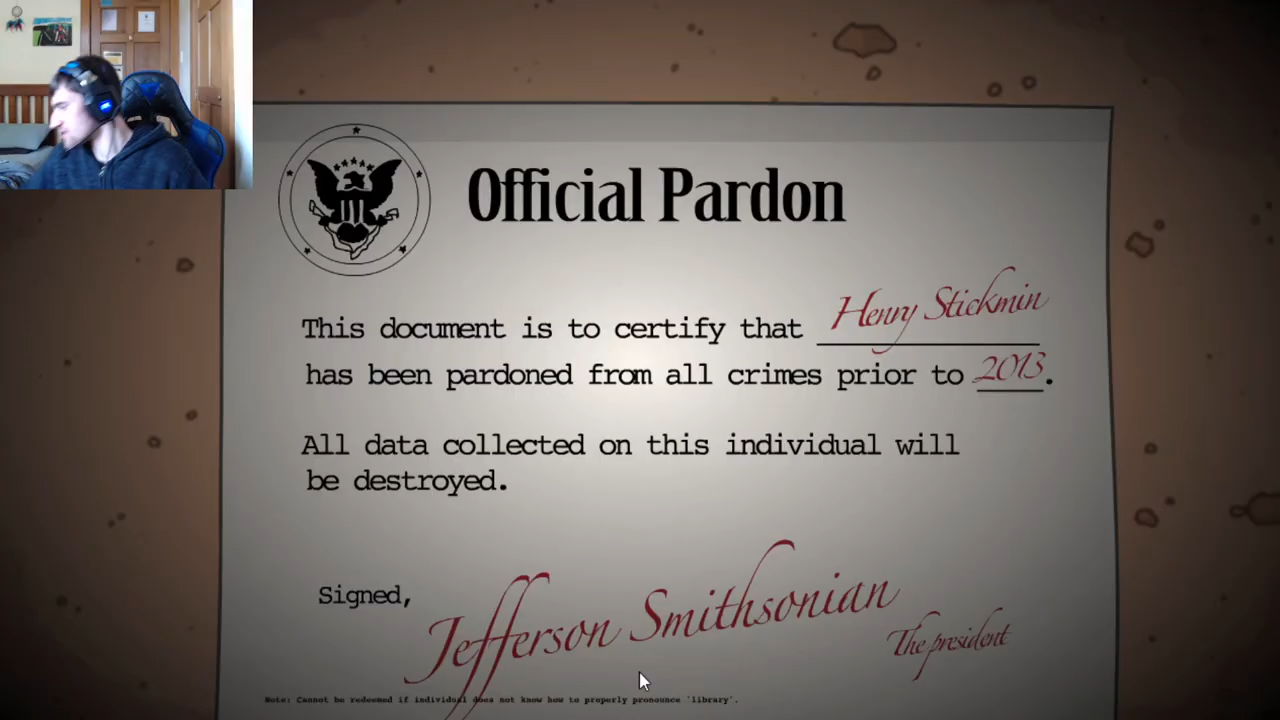 Official Pardon
This document is to certify that Henry Stickmin
has been pardoned from all crimes prior to 2013.
All data collected on this individual will
be destroyed.
Signed, Jefferson Smithsonian
The president
Note: Cannot be redeemed if individual does not know how to properly pronounce 'library'.